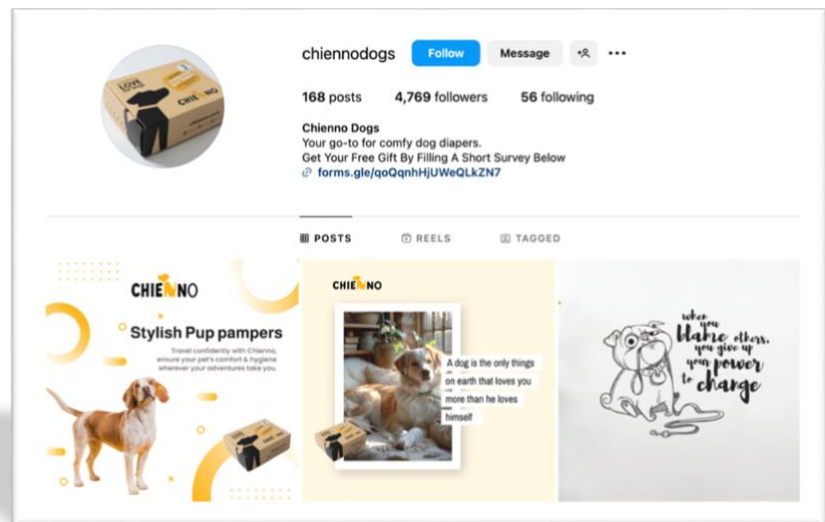 chiennodogs Follow Message
168 posts 4,769 followers 56 following
Chienno Dogs
Your go-to for comfy dog diapers.
Get Your Free Gift By Filling A Short Survey Below
forms.gle/qoQqnhHjUWeQLkZN7
POSTS REELS TAGGED
CHIENNO
Stylish Pup pampers
Travel confidently with Chienno,
ensure your pet's comfort & hygiene
wherever your adventures take you.
CHIENNO
A dog is the only things
on earth that loves you
more than he loves
himself
when
you
blame others,
you give up
your power
to change
LOVE
CHIENNO